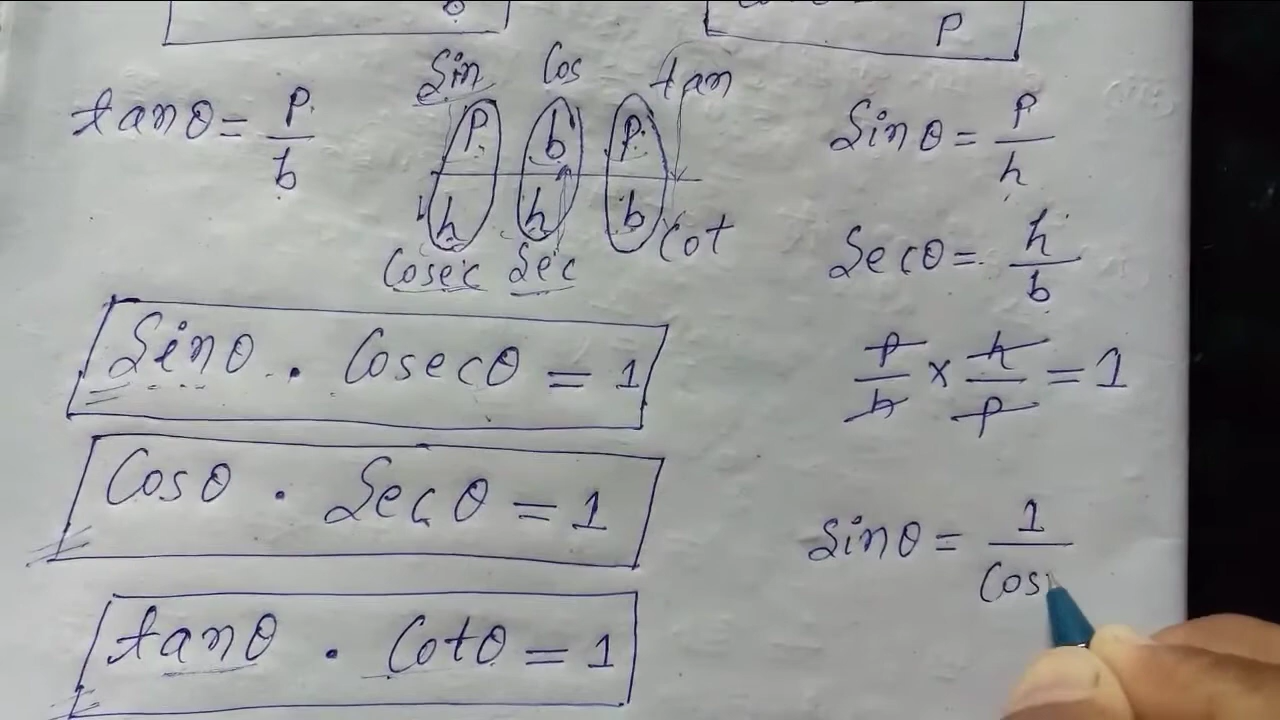 P
tanθ = P/b
Sin Cos tan
P b P
h h b
Cosec Sec Cot
Sinθ = P/h
Secθ = h/b
P/h × h/P = 1
Sinθ . Cosecθ = 1
Cosθ . Secθ = 1
tanθ . Cotθ = 1
Sinθ = 1/Cos